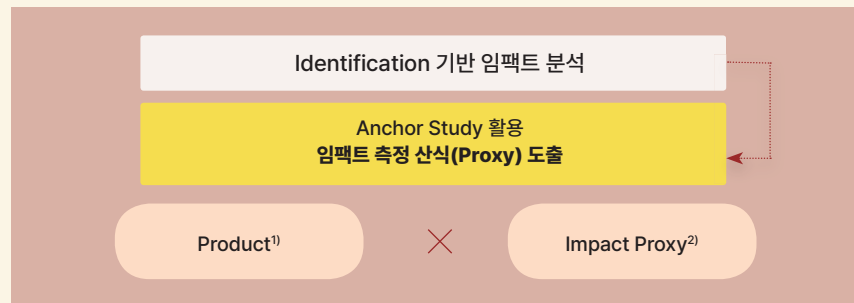 Identification 기반 임팩트 분석
Anchor Study 활용
임팩트 측정 산식(Proxy) 도출
Product¹⁾
Impact Proxy²⁾